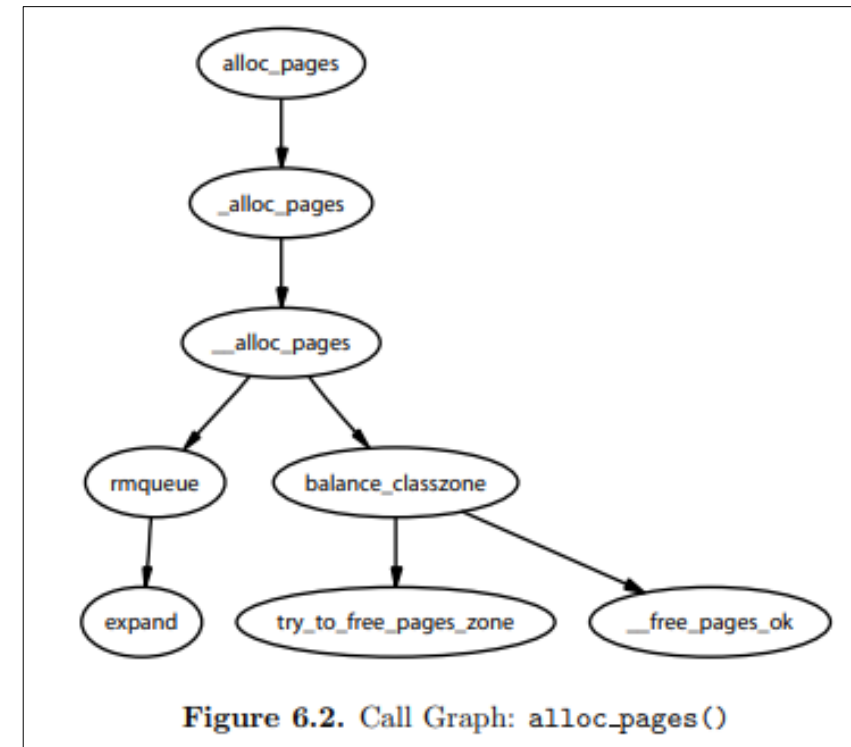 alloc_pages
_alloc_pages
__alloc_pages
rmqueue
balance_classzone
expand
try_to_free_pages_zone
__free_pages_ok
Figure 6.2. Call Graph: alloc_pages()